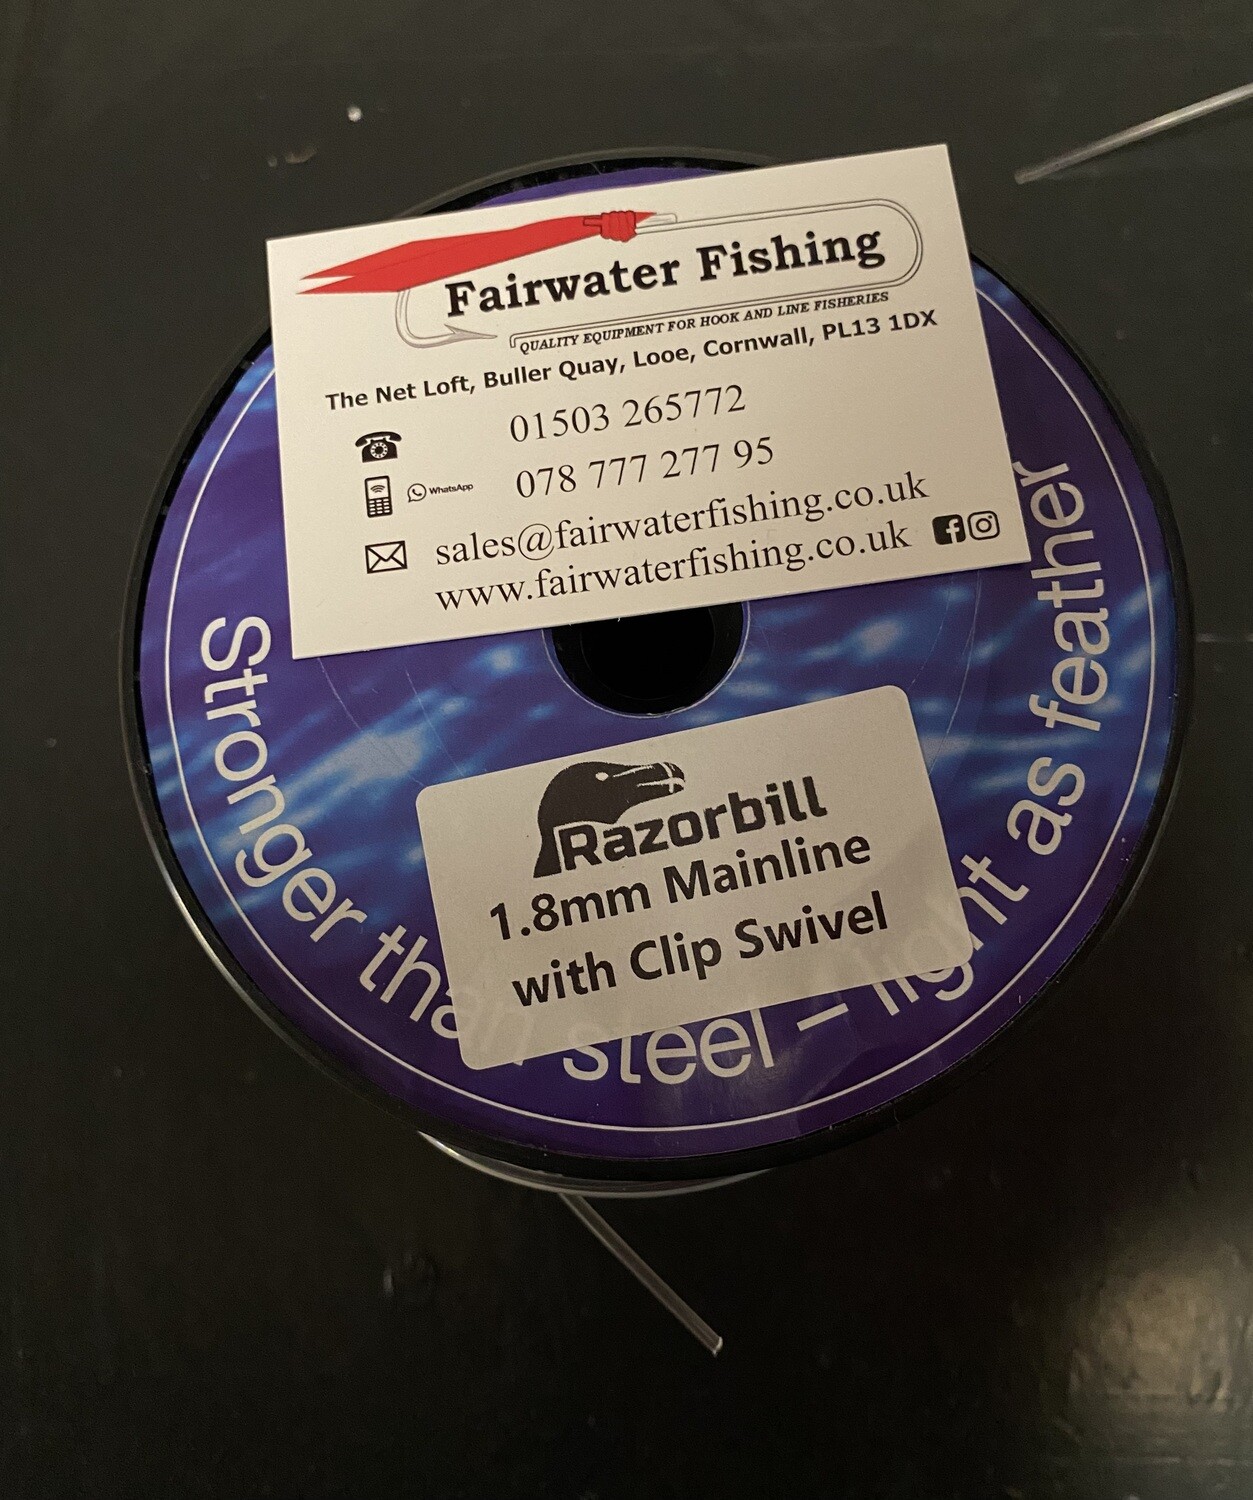 Fairwater Fishing
QUALITY EQUIPMENT FOR HOOK AND LINE FISHERIES
The Net Loft, Buller Quay, Looe, Cornwall, PL13 1DX
01503 265772
WhatsApp
078 777 277 95
sales@fairwaterfishing.co.uk
www.fairwaterfishing.co.uk
Razorbill
1.8mm Mainline
with Clip Swivel
Stronger than steel – light as feather